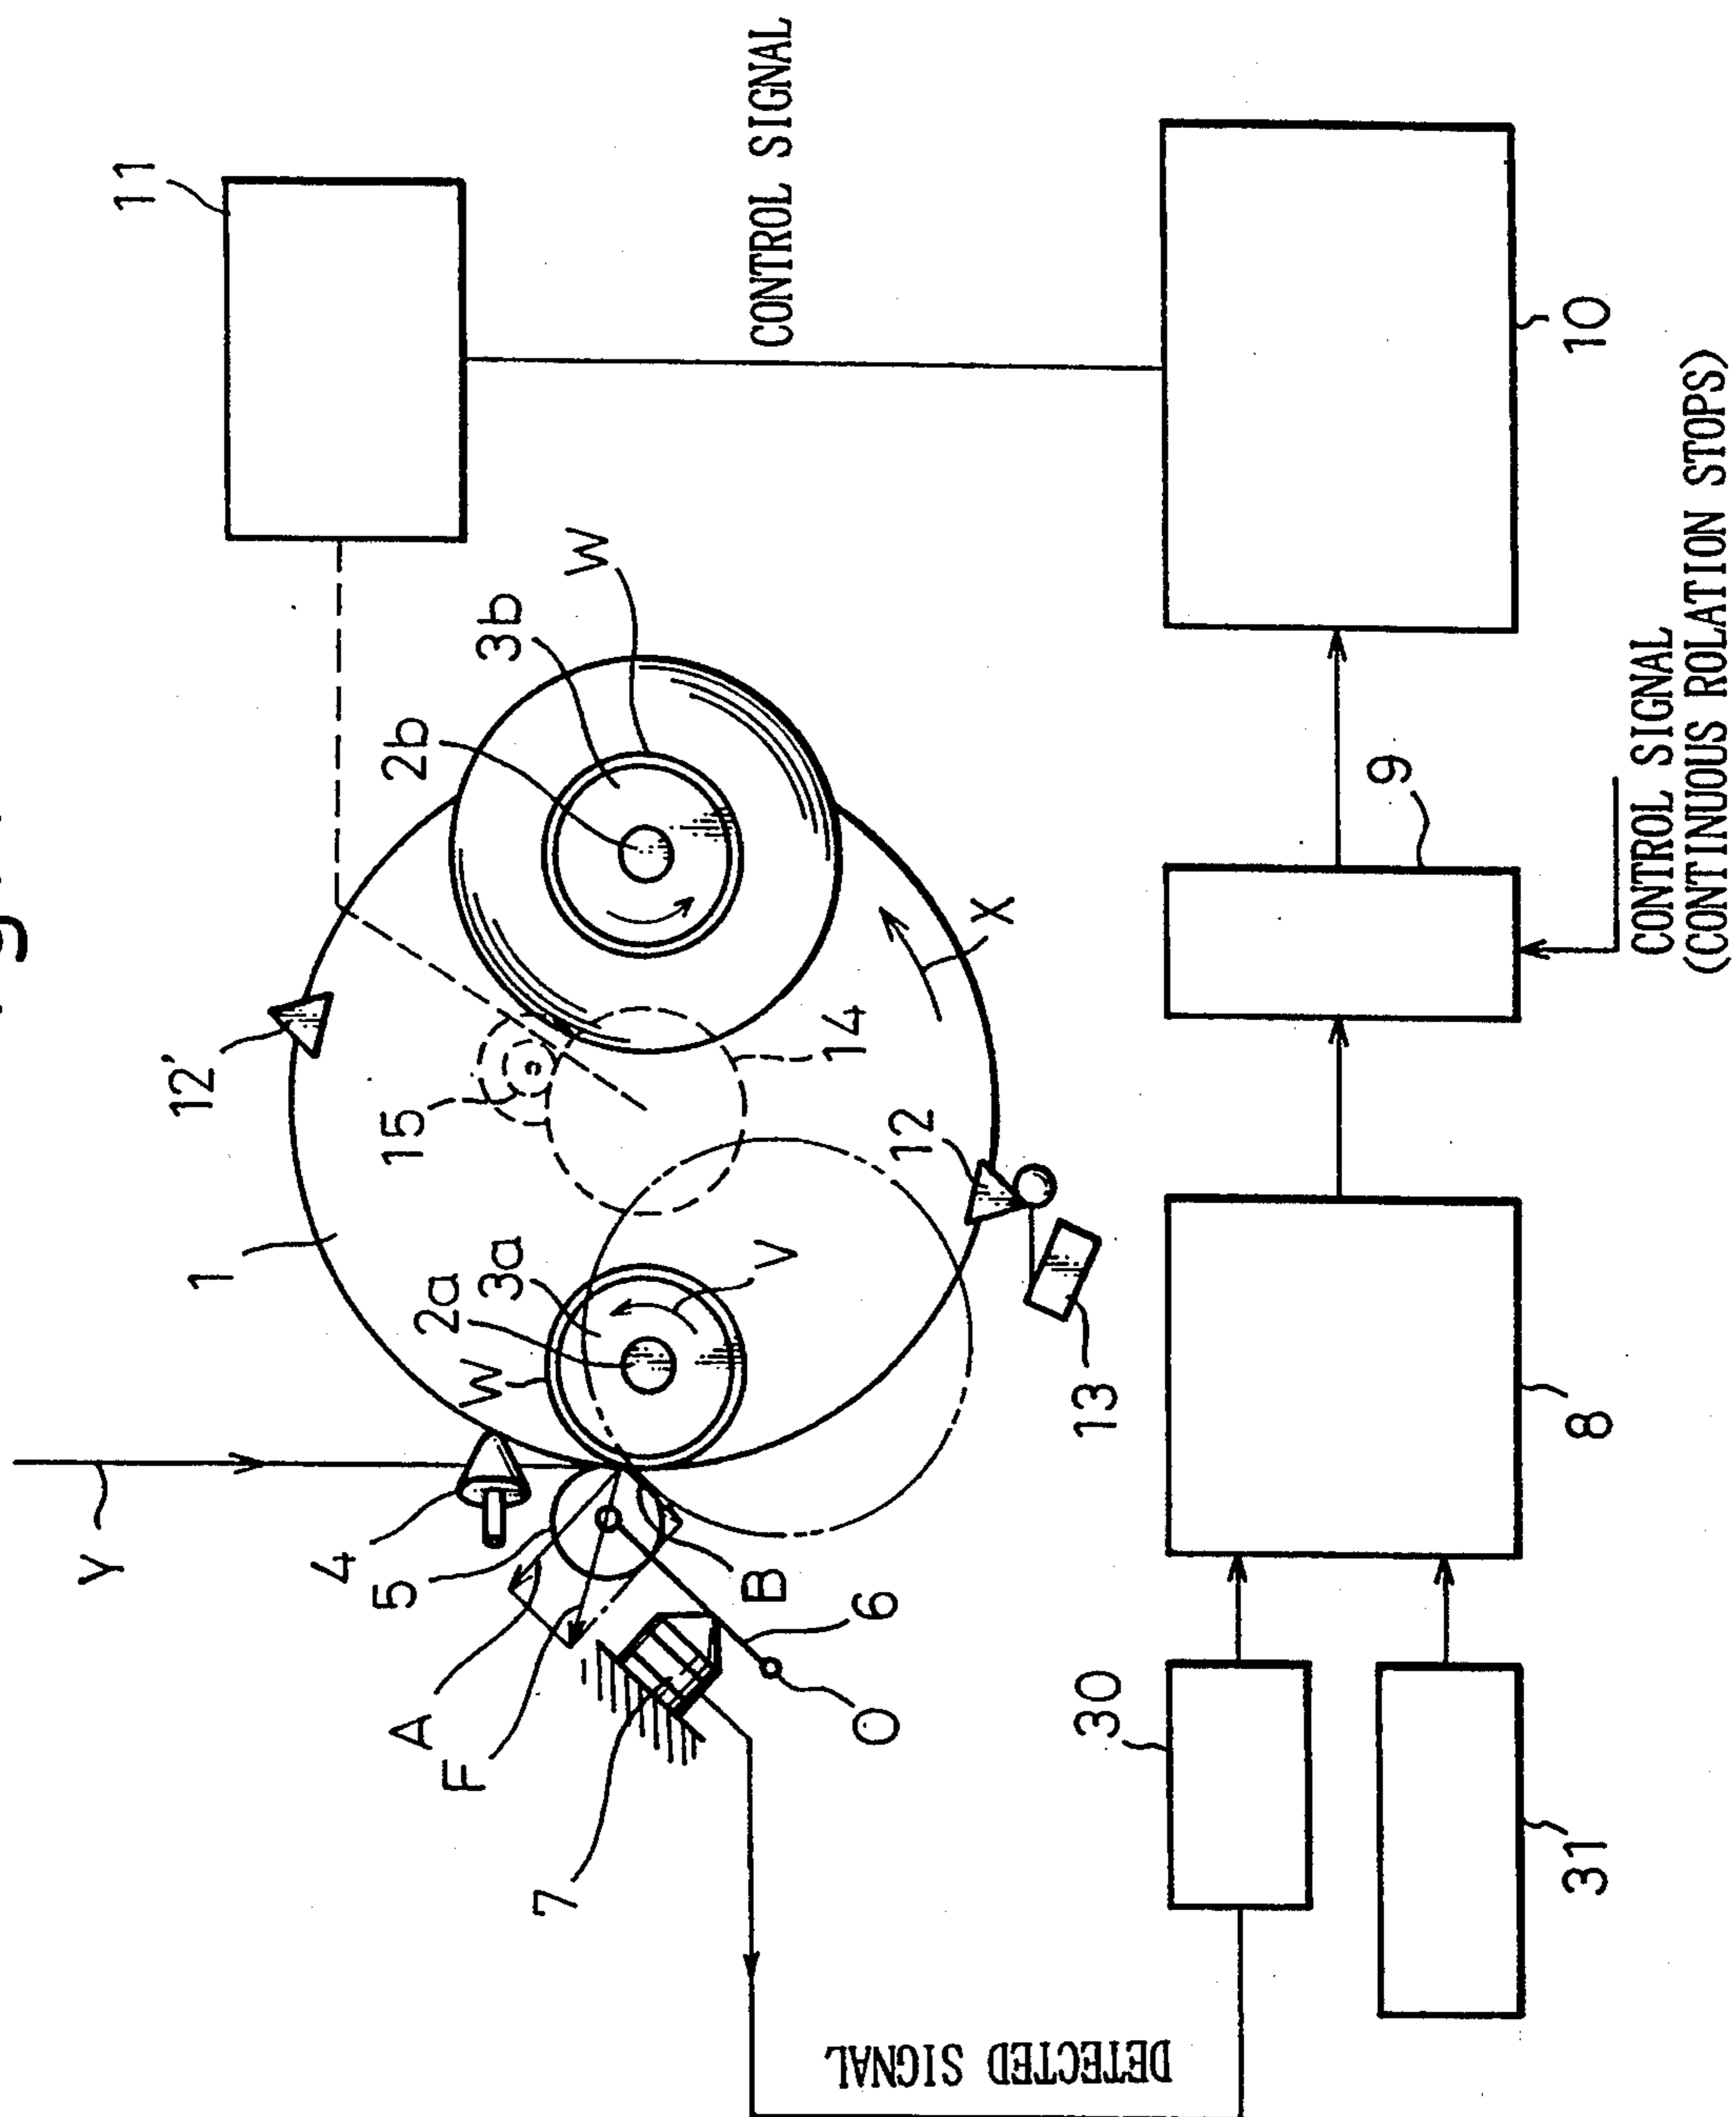 Y
4
5
A
F
7
DETECTED SIGNAL
B
6
O
W
2a
3a
V
1
12'
15
14
12
13
X
2b
3b
W
11
CONTROL SIGNAL
30
31
8
9
10
CONTROL SIGNAL
(CONTINUOUS ROLATION STOPS)